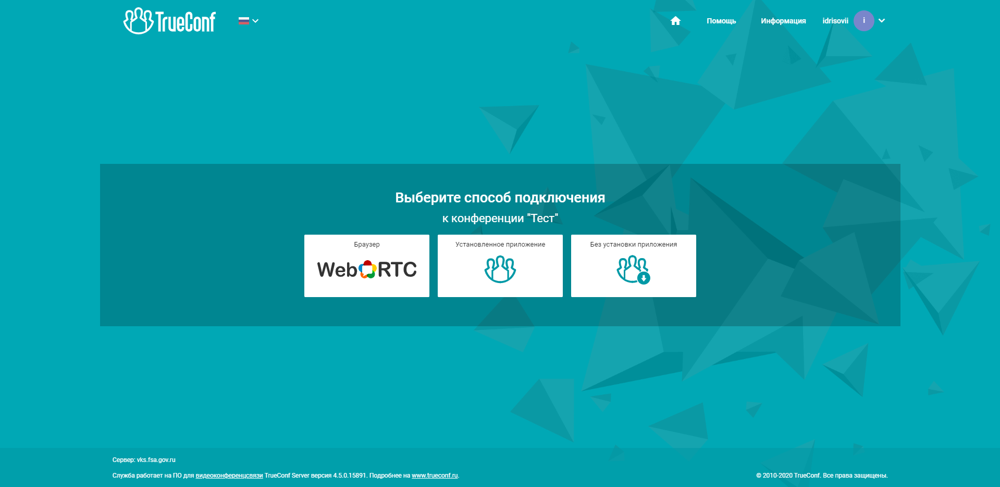 TrueConf
Помощь
Информация
idrisovii
i
Выберите способ подключения
к конференции "Тест"
Браузер
WebRTC
Установленное приложение
Без установки приложения
Сервер: vks.fsa.gov.ru
Служба работает на ПО для видеоконференцсвязи TrueConf Server версия 4.5.0.15891. Подробнее на www.trueconf.ru.
© 2010-2020 TrueConf. Все права защищены.